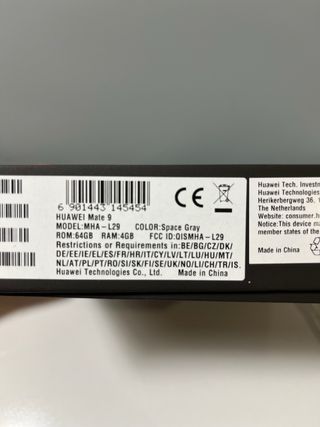 6 901443 145454
HUAWEI Mate 9
MODEL:MHA-L29 COLOR:Space Gray
ROM:64GB RAM:4GB FCC ID:QISMHA-L29
Restrictions or Requirements in:BE/BG/CZ/DK/
DE/EE/IE/EL/ES/FR/HR/IT/CY/LV/LT/LU/HU/MT/
NL/AT/PL/PT/RO/SI/SK/FI/SE/UK/NO/LI/CH/TR/IS.
Huawei Technologies Co., Ltd. Made in China
CE
Huawei Tech. Investm
Huawei Technologies
Herikerbergweg 36, 1
The Netherlands
Website: consumer.h
Notice:This device ma
member states of the
Made in China